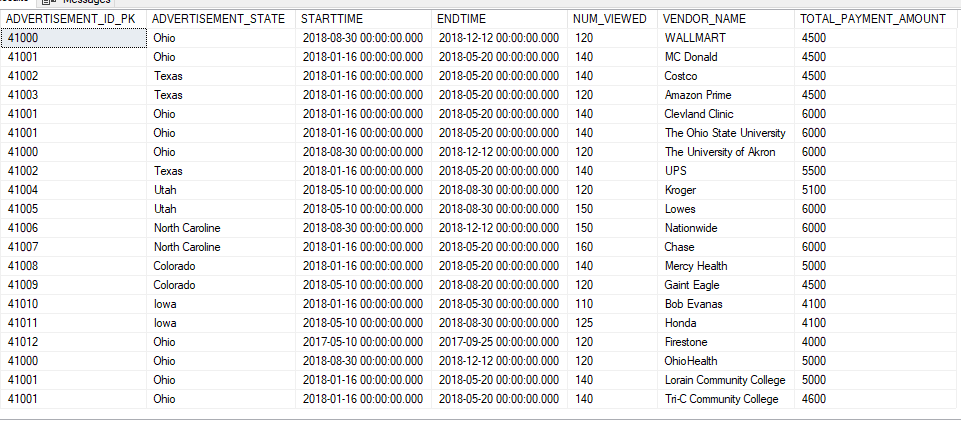 Messages
ADVERTISEMENT_ID_PK ADVERTISEMENT_STATE STARTTIME ENDTIME NUM_VIEWED VENDOR_NAME TOTAL_PAYMENT_AMOUNT
41000 Ohio 2018-08-30 00:00:00.000 2018-12-12 00:00:00.000 120 WALLMART 4500
41001 Ohio 2018-01-16 00:00:00.000 2018-05-20 00:00:00.000 140 MC Donald 4500
41002 Texas 2018-01-16 00:00:00.000 2018-05-20 00:00:00.000 140 Costco 4500
41003 Texas 2018-01-16 00:00:00.000 2018-05-20 00:00:00.000 120 Amazon Prime 4500
41001 Ohio 2018-01-16 00:00:00.000 2018-05-20 00:00:00.000 140 Clevland Clinic 6000
41001 Ohio 2018-01-16 00:00:00.000 2018-05-20 00:00:00.000 140 The Ohio State University 6000
41000 Ohio 2018-08-30 00:00:00.000 2018-12-12 00:00:00.000 120 The University of Akron 6000
41002 Texas 2018-01-16 00:00:00.000 2018-05-20 00:00:00.000 140 UPS 5500
41004 Utah 2018-05-10 00:00:00.000 2018-08-30 00:00:00.000 120 Kroger 5100
41005 Utah 2018-05-10 00:00:00.000 2018-08-30 00:00:00.000 150 Lowes 6000
41006 North Caroline 2018-08-30 00:00:00.000 2018-12-12 00:00:00.000 150 Nationwide 6000
41007 North Caroline 2018-01-16 00:00:00.000 2018-05-20 00:00:00.000 160 Chase 6000
41008 Colorado 2018-01-16 00:00:00.000 2018-05-20 00:00:00.000 140 Mercy Health 5000
41009 Colorado 2018-05-10 00:00:00.000 2018-08-20 00:00:00.000 120 Gaint Eagle 4500
41010 Iowa 2018-01-16 00:00:00.000 2018-05-30 00:00:00.000 110 Bob Evanas 4100
41011 Iowa 2018-05-10 00:00:00.000 2018-08-30 00:00:00.000 125 Honda 4100
41012 Ohio 2017-05-10 00:00:00.000 2017-09-25 00:00:00.000 120 Firestone 4000
41000 Ohio 2018-08-30 00:00:00.000 2018-12-12 00:00:00.000 120 OhioHealth 5000
41001 Ohio 2018-01-16 00:00:00.000 2018-05-20 00:00:00.000 140 Lorain Community College 5000
41001 Ohio 2018-01-16 00:00:00.000 2018-05-20 00:00:00.000 140 Tri-C Community College 4600